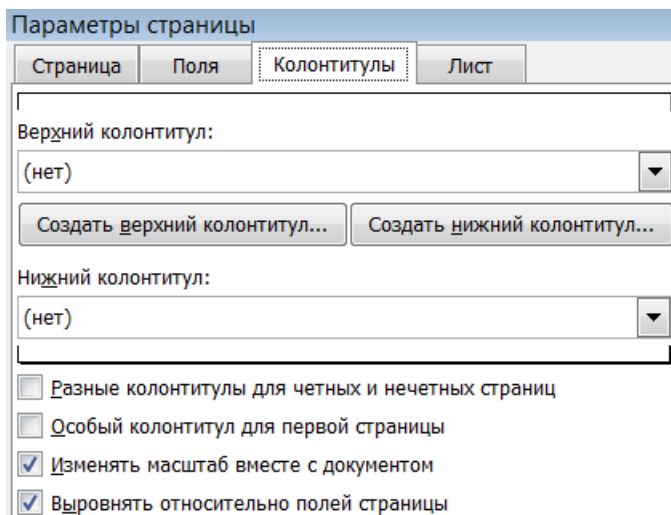 Параметры страницы
Страница Поля Колонтитулы Лист
Верхний колонтитул:
(нет)
Создать верхний колонтитул... Создать нижний колонтитул...
Нижний колонтитул:
(нет)
Разные колонтитулы для четных и нечетных страниц
Особый колонтитул для первой страницы
Изменять масштаб вместе с документом
Выровнять относительно полей страницы